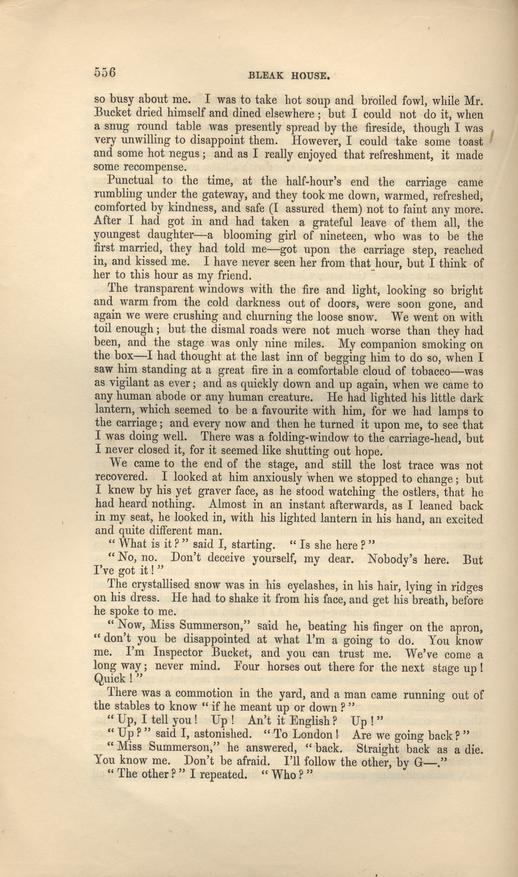 556
BLEAK HOUSE.
so busy about me. I was to take hot soup and broiled fowl, while Mr.
Bucket dried himself and dined elsewhere; but I could not do it, when
a snug round table was presently spread by the fireside, though I was
very unwilling to disappoint them. However, I could take some toast
and some hot negus; and as I really enjoyed that refreshment, it made
some recompense.
Punctual to the time, at the half-hour's end the carriage came
rumbling under the gateway, and they took me down, warmed, refreshed,
comforted by kindness, and safe (I assured them) not to faint any more.
After I had got in and had taken a grateful leave of them all, the
youngest daughter—a blooming girl of nineteen, who was to be the
first married, they had told me—got upon the carriage step, reached
in, and kissed me. I have never seen her from that hour, but I think of
her to this hour as my friend.
The transparent windows with the fire and light, looking so bright
and warm from the cold darkness out of doors, were soon gone, and
again we were crushing and churning the loose snow. We went on with
toil enough; but the dismal roads were not much worse than they had
been, and the stage was only nine miles. My companion smoking on
the box—I had thought at the last inn of begging him to do so, when I
saw him standing at a great fire in a comfortable cloud of tobacco—was
as vigilant as ever; and as quickly down and up again, when we came to
any human abode or any human creature. He had lighted his little dark
lantern, which seemed to be a favourite with him, for we had lamps to
the carriage; and every now and then he turned it upon me, to see that
I was doing well. There was a folding-window to the carriage-head, but
I never closed it, for it seemed like shutting out hope.
We came to the end of the stage, and still the lost trace was not
recovered. I looked at him anxiously when we stopped to change; but
I knew by his yet graver face, as he stood watching the ostlers, that he
had heard nothing. Almost in an instant afterwards, as I leaned back
in my seat, he looked in, with his lighted lantern in his hand, an excited
and quite different man.
"What is it?" said I, starting. "Is she here?"
"No, no. Don't deceive yourself, my dear. Nobody's here. But
I've got it!"
The crystallised snow was in his eyelashes, in his hair, lying in ridges
on his dress. He had to shake it from his face, and get his breath, before
he spoke to me.
"Now, Miss Summerson," said he, beating his finger on the apron,
"don't you be disappointed at what I'm a going to do. You know
me. I'm Inspector Bucket, and you can trust me. We've come a
long way; never mind. Four horses out there for the next stage up!
Quick!"
There was a commotion in the yard, and a man came running out of
the stables to know "if he meant up or down?"
"Up, I tell you! Up! An't it English? Up!"
"Up?" said I, astonished. "To London! Are we going back?"
"Miss Summerson," he answered, "back. Straight back as a die.
You know me. Don't be afraid. I'll follow the other, by G—."
"The other?" I repeated. "Who?"